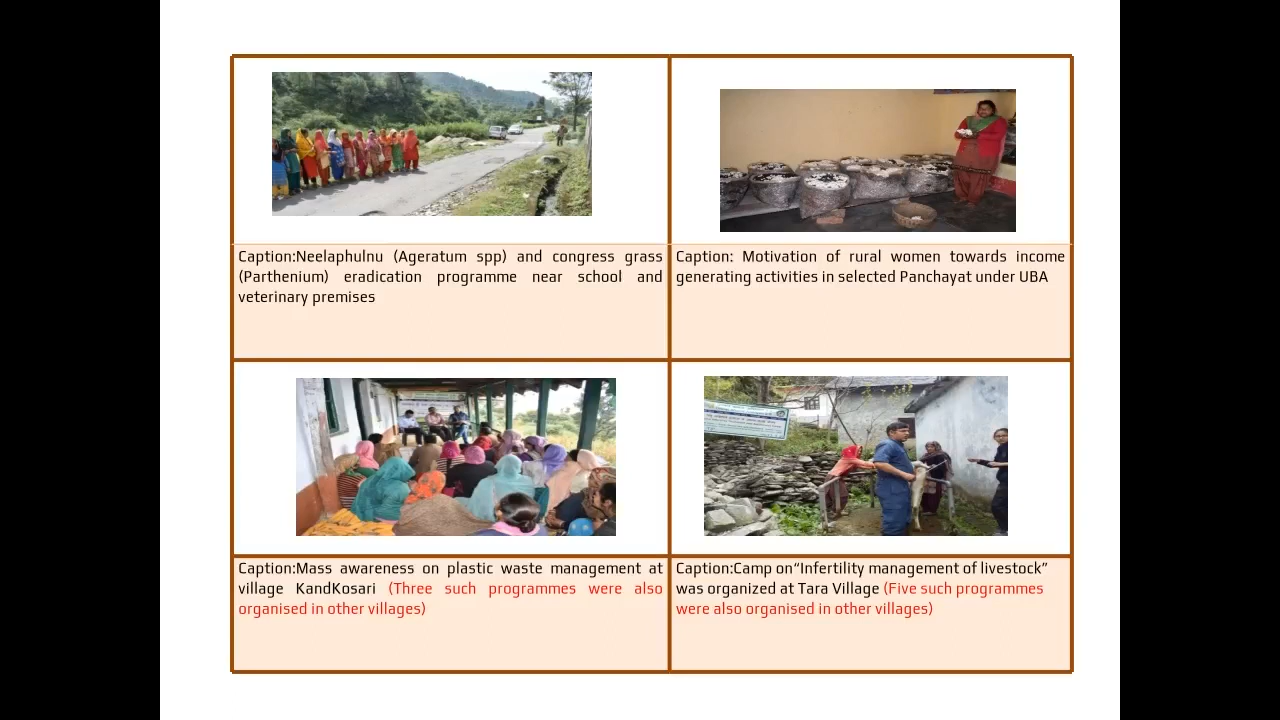 Caption:Neelaphulnu (Ageratum spp) and congress grass
(Parthenium) eradication programme near school and
veterinary premises
Caption: Motivation of rural women towards income
generating activities in selected Panchayat under UBA
Caption:Mass awareness on plastic waste management at
village KandKosari (Three such programmes were also
organised in other villages)
Caption:Camp on“Infertility management of livestock”
was organized at Tara Village (Five such programmes
were also organised in other villages)